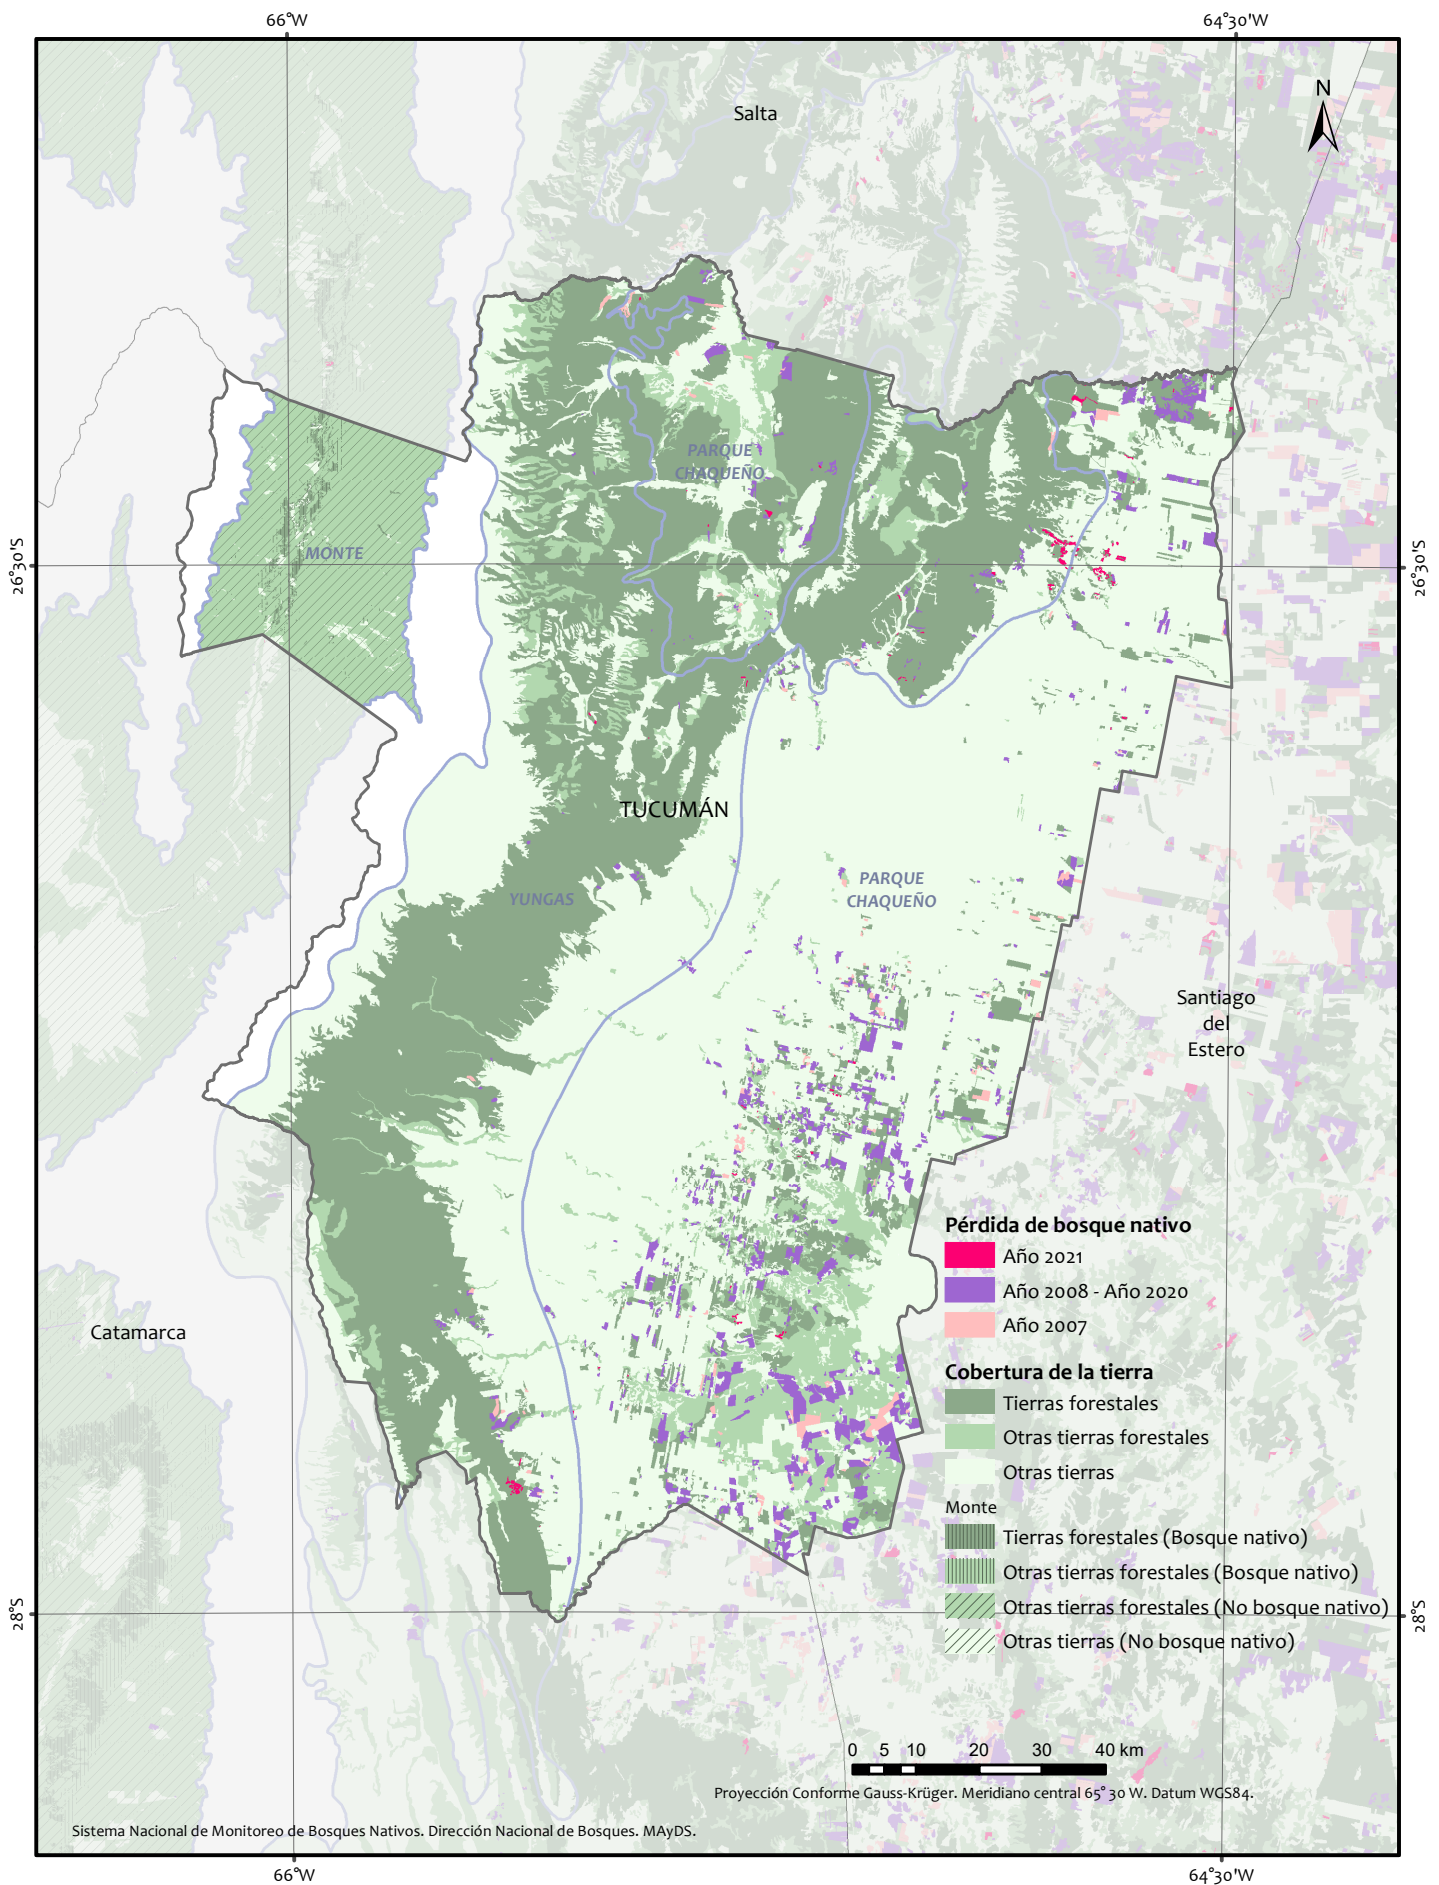 66°W
64°30'W
Salta
N
PARQUE
CHAQUEÑO
MONTE
26°30'S
26°30'S
TUCUMÁN
YUNGAS
PARQUE
CHAQUEÑO
Santiago
del
Estero
Catamarca
Pérdida de bosque nativo
Año 2021
Año 2008 - Año 2020
Año 2007
Cobertura de la tierra
Tierras forestales
Otras tierras forestales
Otras tierras
Monte
Tierras forestales (Bosque nativo)
Otras tierras forestales (Bosque nativo)
Otras tierras forestales (No bosque nativo)
Otras tierras (No bosque nativo)
28°S
28°S
0 5 10 20 30 40 km
Proyección Conforme Gauss-Krüger. Meridiano central 65° 30 W. Datum WGS84.
Sistema Nacional de Monitoreo de Bosques Nativos. Dirección Nacional de Bosques. MAyDS.
66°W
64°30'W